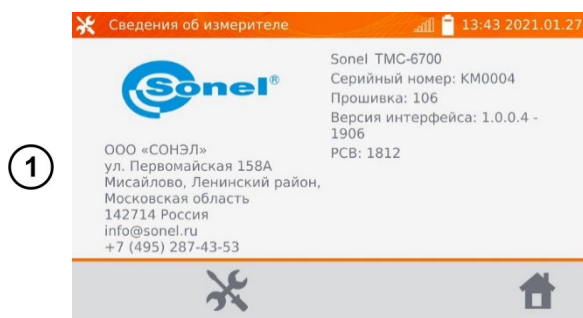 Сведения об измерителе
13:43 2021.01.27
1
Sonel®
ООО «СОНЭЛ»
ул. Первомайская 158А
Мисайлово, Ленинский район,
Московская область
142714 Россия
info@sonel.ru
+7 (495) 287-43-53
Sonel TMC-6700
Серийный номер: KM0004
Прошивка: 106
Версия интерфейса: 1.0.0.4 -
1906
PCB: 1812